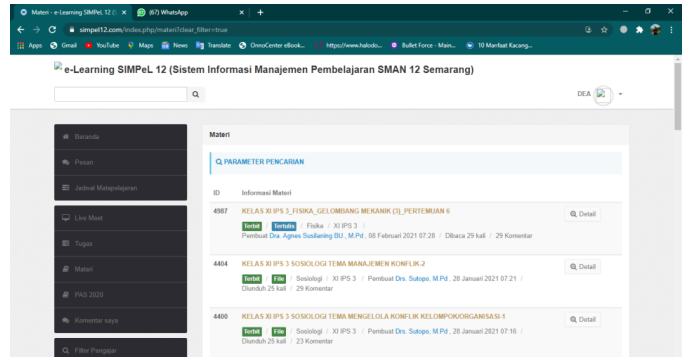 Materi - e-Learning SIMPeL 12 (S
(67) WhatsApp
simpel12.com/index.php/materi?clear_filter=true
Apps Gmail YouTube Maps News Translate OnnoCenter eBook... https://www.halodo... Bullet Force - Main... 10 Manfaat Kacang...
e-Learning SIMPeL 12 (Sistem Informasi Manajemen Pembelajaran SMAN 12 Semarang)
DEA
Beranda
Pesan
Jadwal Matapelajaran
Live Meet
Tugas
Materi
PAS 2020
Komentar saya
Filter Pengajar
Materi
PARAMETER PENCARIAN
ID Informasi Materi
4987 KELAS XI IPS 3_FISIKA_GELOMBANG MEKANIK (3)_PERTEMUAN 6 Detail
Terbit / Tertulis / Fisika / XI IPS 3 /
Pembuat Dra. Agnes Susilaning BU , M.Pd , 08 Februari 2021 07:28 / Dibaca 29 kali / 29 Komentar
4404 KELAS XI IPS 3 SOSIOLOGI TEMA MANAJEMEN KONFLIK-2 Detail
Terbit / File / Sosiologi / XI IPS 3 / Pembuat Drs. Sutopo, M.Pd , 28 Januari 2021 07:21 /
Diunduh 25 kali / 29 Komentar
4400 KELAS XI IPS 3 SOSIOLOGI TEMA MENGELOLA KONFLIK KELOMPOK/ORGANISASI-1 Detail
Terbit / File / Sosiologi / XI IPS 3 / Pembuat Drs. Sutopo, M.Pd , 28 Januari 2021 07:16 /
Diunduh 25 kali / 23 Komentar